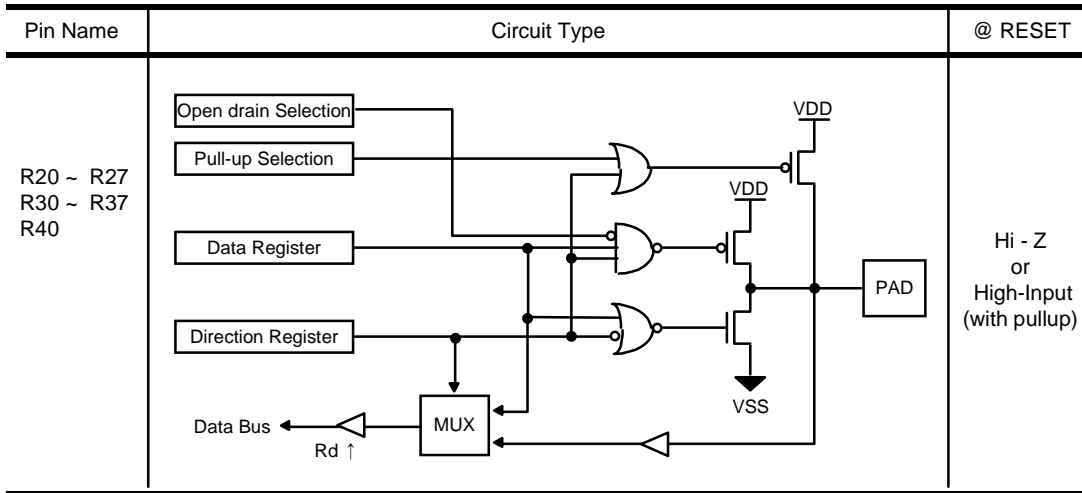 Pin Name
Circuit Type
@ RESET
R20 ~ R27
R30 ~ R37
R40
Open drain Selection
Pull-up Selection
Data Register
Direction Register
VDD
VDD
VSS
PAD
MUX
Data Bus
Rd ↑
Hi - Z
or
High-Input
(with pullup)